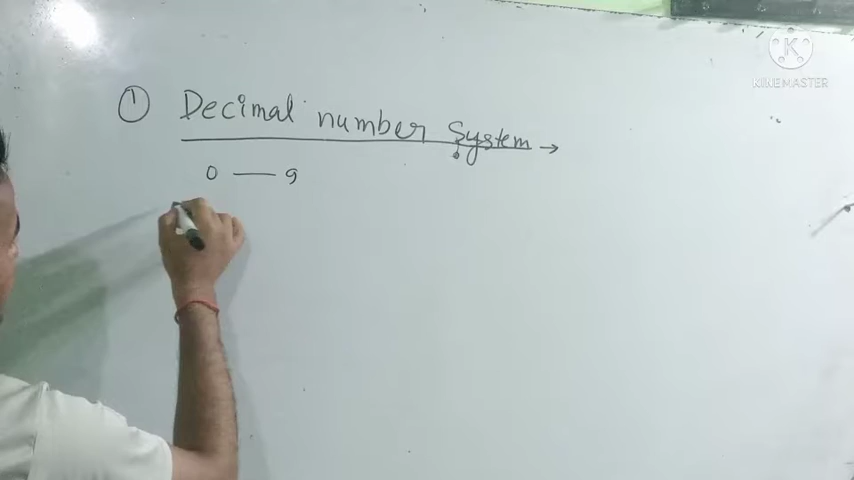 ① Decimal number System →
0 — 9
K
KINEMASTER